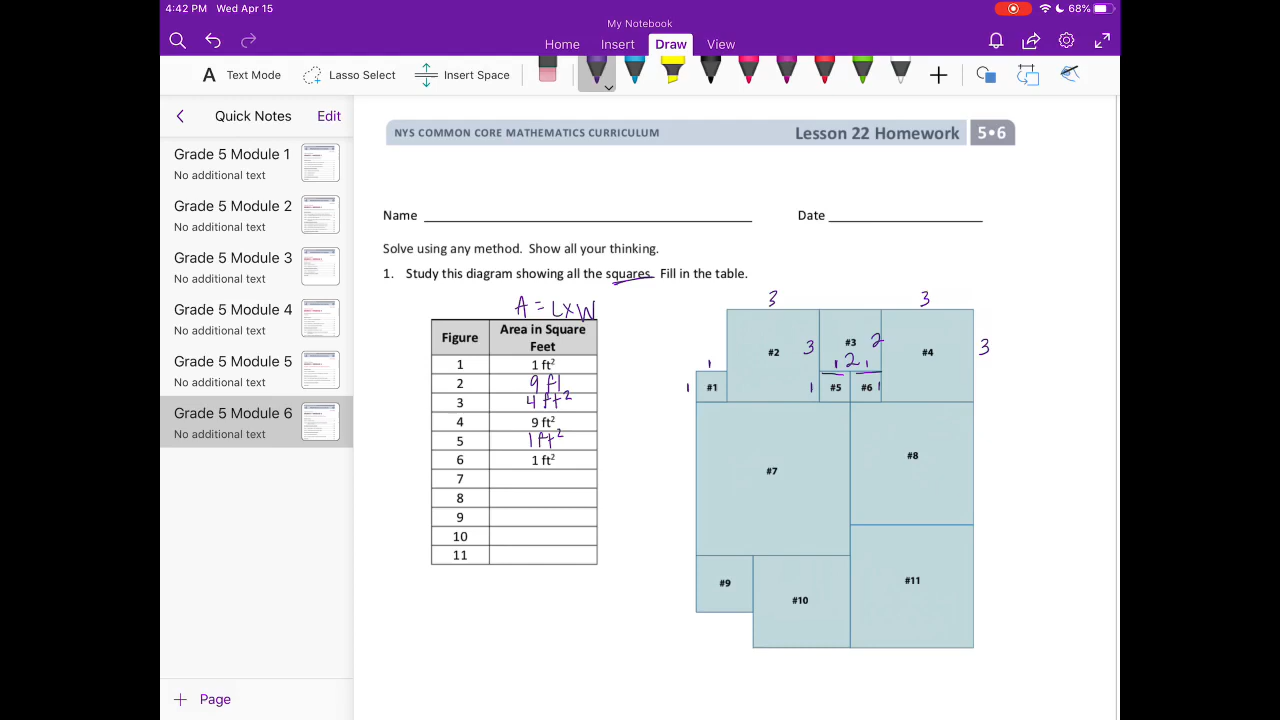 4:42 PM Wed Apr 15
68%
My Notebook
Home Insert Draw View
A Text Mode Lasso Select Insert Space
Quick Notes Edit
Grade 5 Module 1
No additional text
Grade 5 Module 2
No additional text
Grade 5 Module 3
No additional text
Grade 5 Module 4
No additional text
Grade 5 Module 5
No additional text
Grade 5 Module 6
No additional text
Page
NYS COMMON CORE MATHEMATICS CURRICULUM Lesson 22 Homework 5•6
Name Date
Solve using any method. Show all your thinking.
1. Study this diagram showing all the squares. Fill in the table.
A = L×W
Figure Area in Square Feet
1 1 ft²
2 9 ft
3 4 ft²
4 9 ft²
5 1 ft²
6 1 ft²
7
8
9
10
11
3 3
#2 3 #3 2 #4 3
1 1 2 1
1 #1 1 #5 #6 1
#7 #8
#9 #10 #11